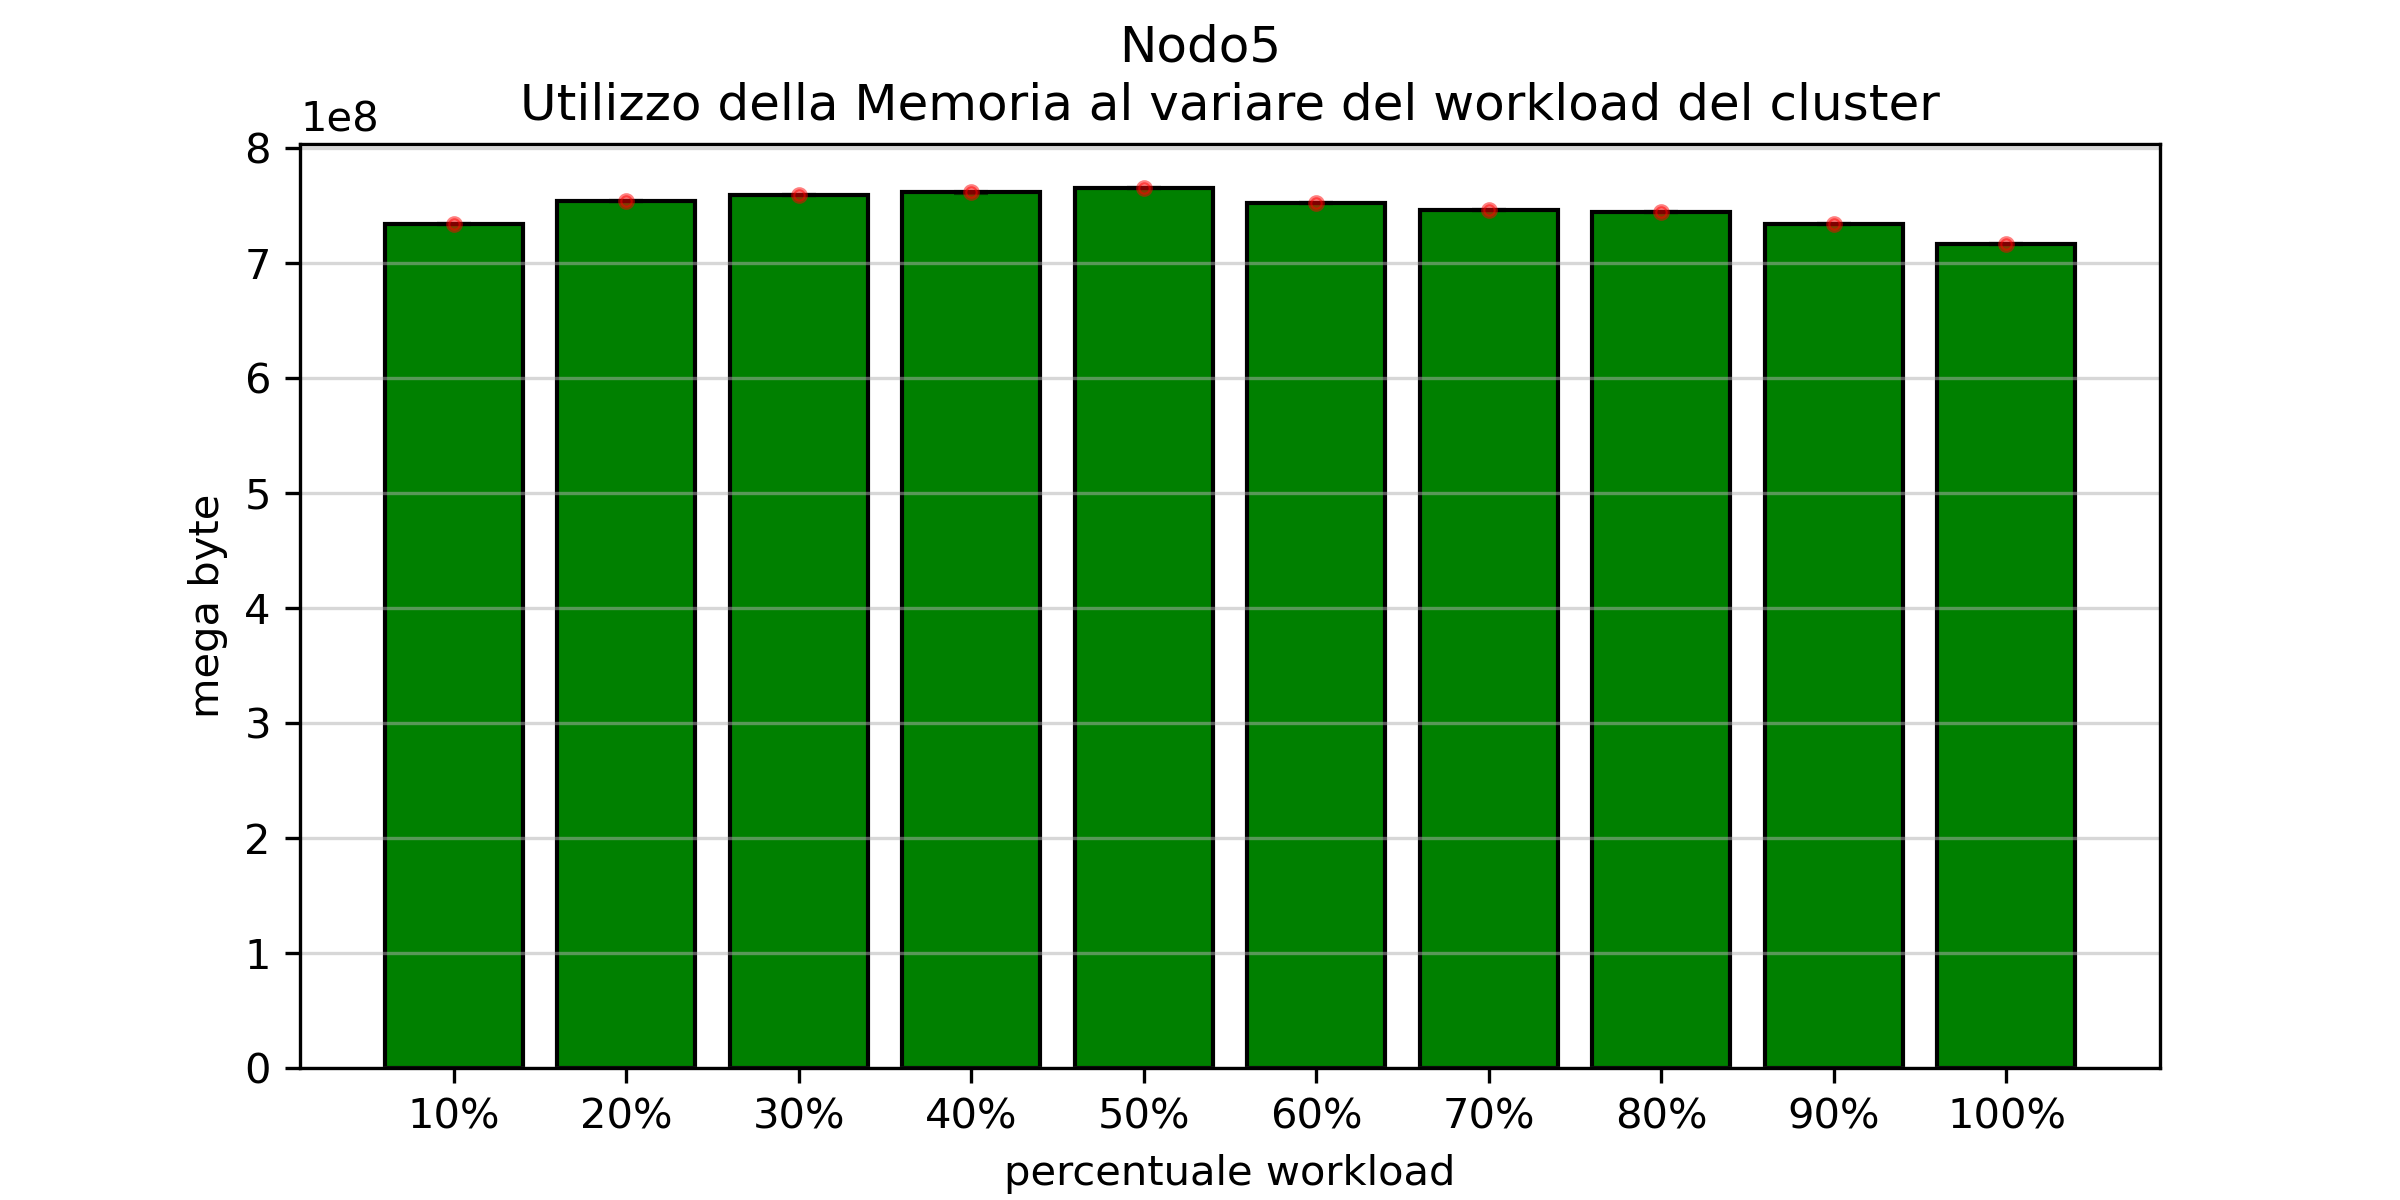 Nodo5
Utilizzo della Memoria al variare del workload del cluster
1e8
8
7
6
5
4
3
2
1
0
mega byte
10% 20% 30% 40% 50% 60% 70% 80% 90% 100%
percentuale workload